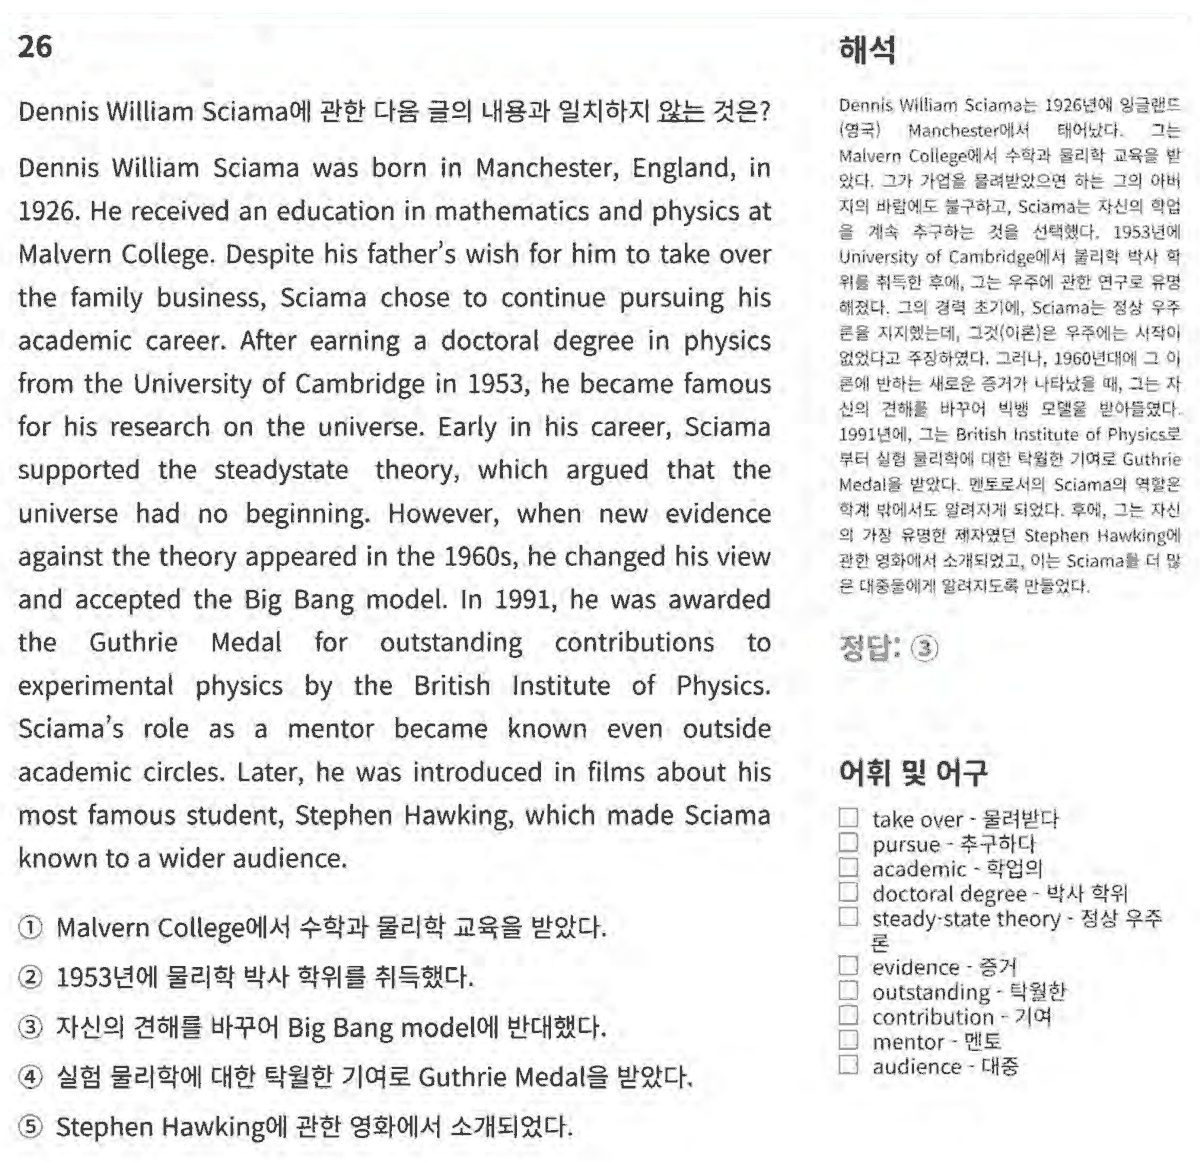 26
Dennis William Sciama에 관한 다음 글의 내용과 일치하지 않는 것은?
Dennis William Sciama was born in Manchester, England, in
1926. He received an education in mathematics and physics at
Malvern College. Despite his father's wish for him to take over
the family business, Sciama chose to continue pursuing his
academic career. After earning a doctoral degree in physics
from the University of Cambridge in 1953, he became famous
for his research on the universe. Early in his career, Sciama
supported the steadystate theory, which argued that the
universe had no beginning. However, when new evidence
against the theory appeared in the 1960s, he changed his view
and accepted the Big Bang model. In 1991, he was awarded
the Guthrie Medal for outstanding contributions to
experimental physics by the British Institute of Physics.
Sciama's role as a mentor became known even outside
academic circles. Later, he was introduced in films about his
most famous student, Stephen Hawking, which made Sciama
known to a wider audience.
① Malvern College에서 수학과 물리학 교육을 받았다.
② 1953년에 물리학 박사 학위를 취득했다.
③ 자신의 견해를 바꾸어 Big Bang model에 반대했다.
④ 실험 물리학에 대한 탁월한 기여로 Guthrie Medal을 받았다.
⑤ Stephen Hawking에 관한 영화에서 소개되었다.
해석
Dennis William Sciama는 1926년에 잉글랜드
(영국) Manchester에서 태어났다. 그는
Malvern College에서 수학과 물리학 교육을 받
았다. 그가 가업을 물려받았으면 하는 그의 아버
지의 바람에도 불구하고, Sciama는 자신의 학업
을 계속 추구하는 것을 선택했다. 1953년에
University of Cambridge에서 물리학 박사 학
위를 취득한 후에, 그는 우주에 관한 연구로 유명
해졌다. 그의 경력 초기에, Sciama는 정상 우주
론을 지지했는데, 그것(이론)은 우주에는 시작이
없었다고 주장하였다. 그러나, 1960년대에 그 이
론에 반하는 새로운 증거가 나타났을 때, 그는 자
신의 견해를 바꾸어 빅뱅 모델을 받아들였다.
1991년에, 그는 British Institute of Physics로
부터 실험 물리학에 대한 탁월한 기여로 Guthrie
Medal을 받았다. 멘토로서의 Sciama의 역할은
학계 밖에서도 알려지게 되었다. 후에, 그는 자신
의 가장 유명한 제자였던 Stephen Hawking에
관한 영화에서 소개되었고, 이는 Sciama를 더 많
은 대중들에게 알려지도록 만들었다.
정답: ③
어휘 및 어구
☐ take over - 물려받다
☐ pursue - 추구하다
☐ academic - 학업의
☐ doctoral degree - 박사 학위
☐ steady-state theory - 정상 우주
론
☐ evidence - 증거
☐ outstanding - 탁월한
☐ contribution - 기여
☐ mentor - 멘토
☐ audience - 대중